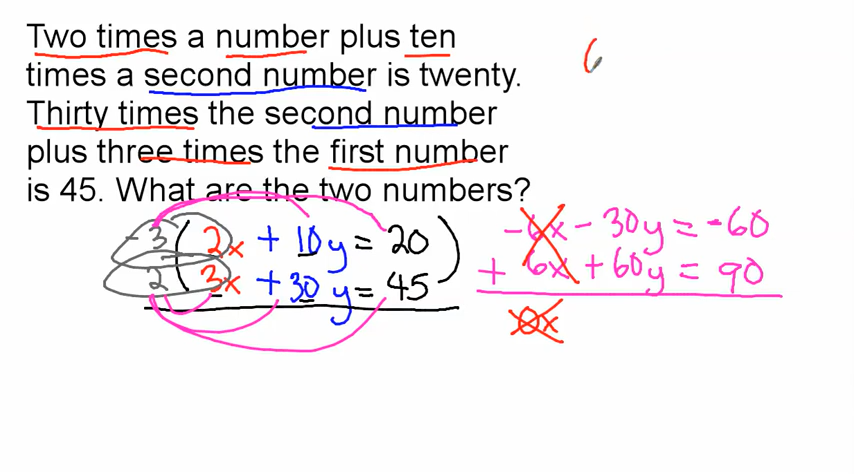 Two times a number plus ten
times a second number is twenty.
Thirty times the second number
plus three times the first number
is 45. What are the two numbers?
-3(2x + 10y = 20)
2(3x + 30y = 45)
-6x - 30y = -60
+ 6x + 60y = 90
0x